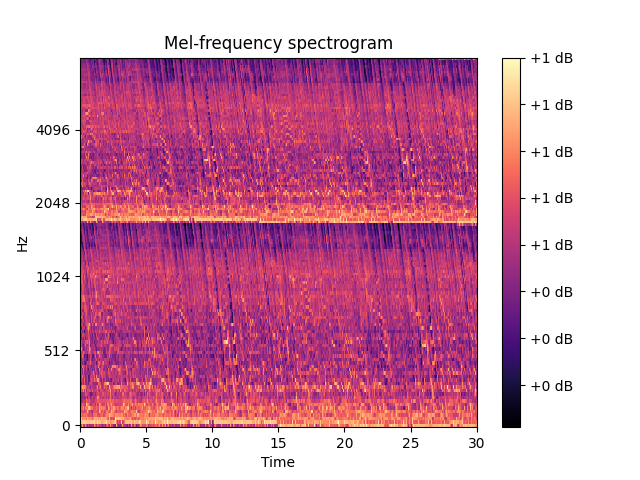 Mel-frequency spectrogram
Hz
4096
2048
1024
512
0
0 5 10 15 20 25 30
Time
+1 dB
+1 dB
+1 dB
+1 dB
+1 dB
+0 dB
+0 dB
+0 dB